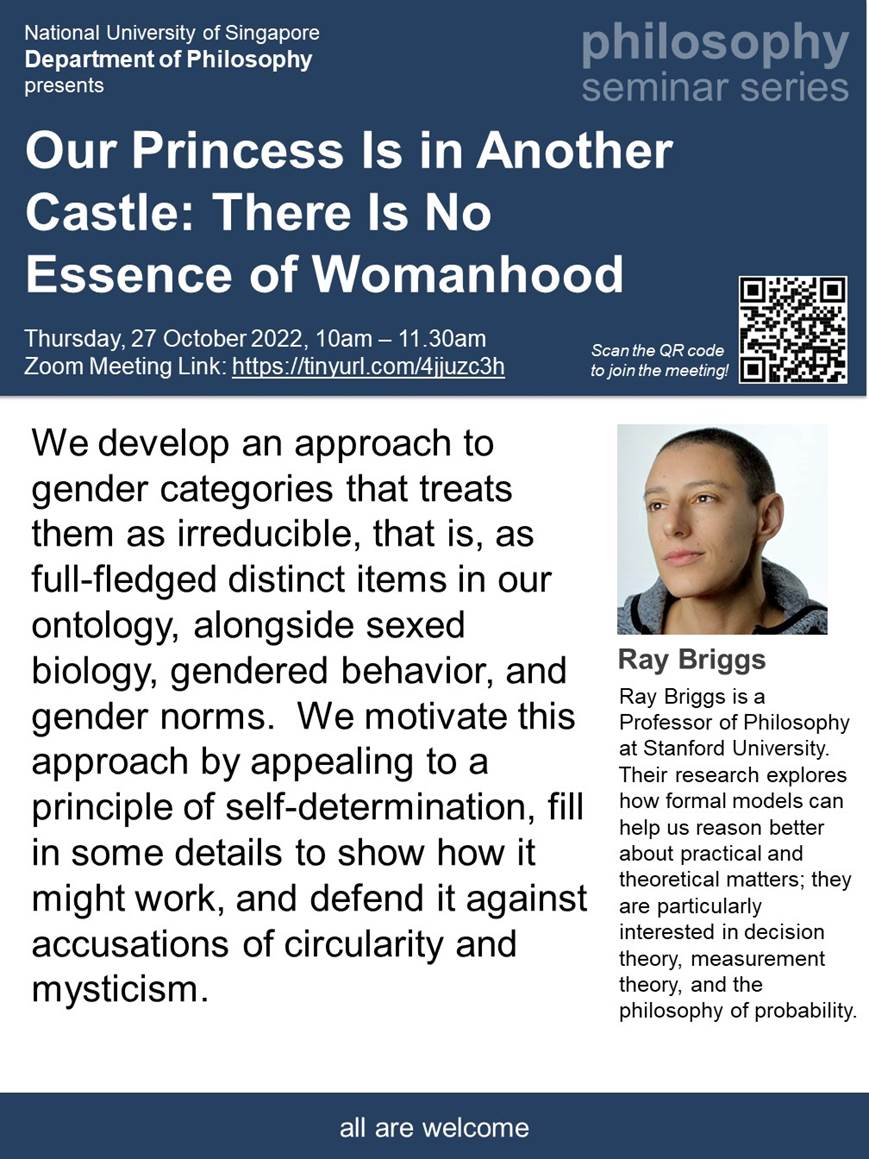 National University of Singapore
Department of Philosophy
presents
philosophy
seminar series
Our Princess Is in Another
Castle: There Is No
Essence of Womanhood
Thursday, 27 October 2022, 10am – 11.30am
Zoom Meeting Link: https://tinyurl.com/4jjuzc3h
Scan the QR code
to join the meeting!
We develop an approach to
gender categories that treats
them as irreducible, that is, as
full-fledged distinct items in our
ontology, alongside sexed
biology, gendered behavior, and
gender norms.  We motivate this
approach by appealing to a
principle of self-determination, fill
in some details to show how it
might work, and defend it against
accusations of circularity and
mysticism.
Ray Briggs
Ray Briggs is a
Professor of Philosophy
at Stanford University.
Their research explores
how formal models can
help us reason better
about practical and
theoretical matters; they
are particularly
interested in decision
theory, measurement
theory, and the
philosophy of probability.
all are welcome